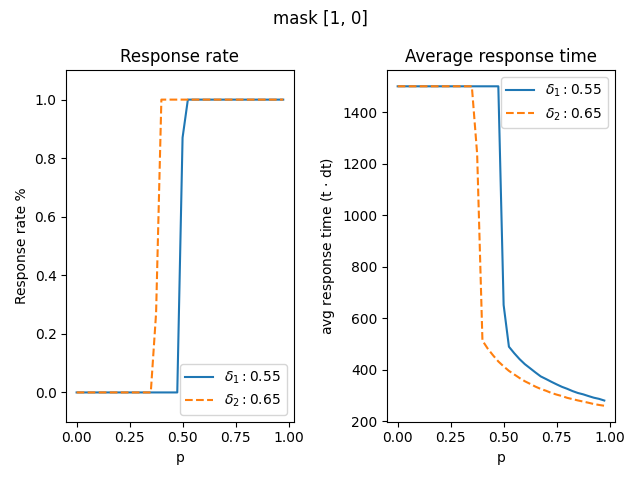 mask [1, 0]
Response rate
Response rate %
1.0
0.8
0.6
0.4
0.2
0.0
0.00 0.25 0.50 0.75 1.00
p
δ₁ : 0.55
δ₂ : 0.65
Average response time
avg response time (t · dt)
1400
1200
1000
800
600
400
200
0.00 0.25 0.50 0.75 1.00
p
δ₁ : 0.55
δ₂ : 0.65